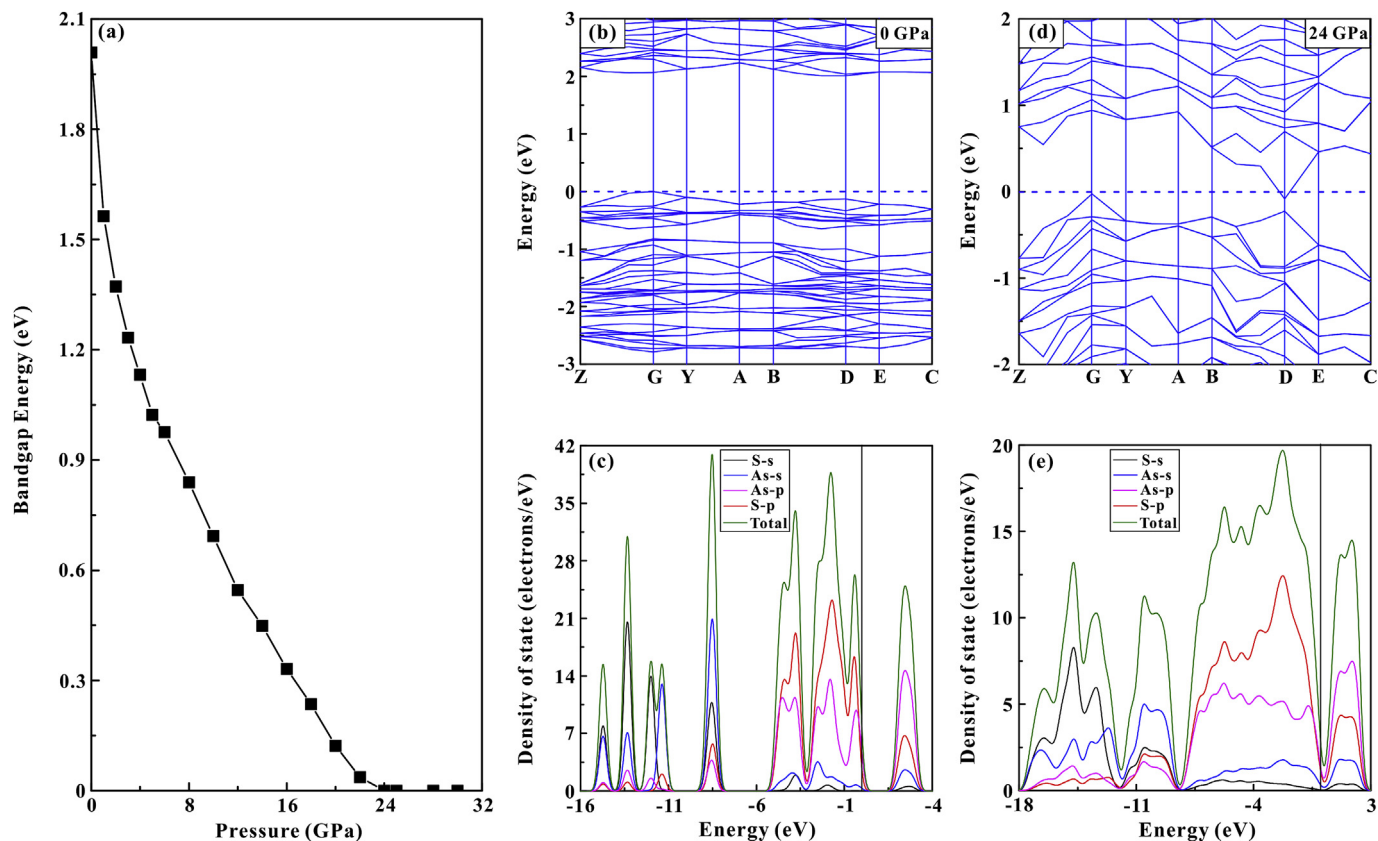 (a)
2.1
1.8
1.5
1.2
0.9
0.6
0.3
0
0 8 16 24 32
Bandgap Energy (eV)
Pressure (GPa)
(b)
0 GPa
3
2
1
0
-1
-2
-3
Energy (eV)
Z G Y A B D E C
(d)
24 GPa
2
1
0
-1
-2
Energy (eV)
Z G Y A B D E C
(c)
S-s
As-s
As-p
S-p
Total
42
35
28
21
14
7
0
-16 -11 -6 -1 -4
Density of state (electrons/eV)
Energy (eV)
(e)
S-s
As-s
As-p
S-p
Total
20
15
10
5
0
-18 -11 -4 3
Density of state (electrons/eV)
Energy (eV)